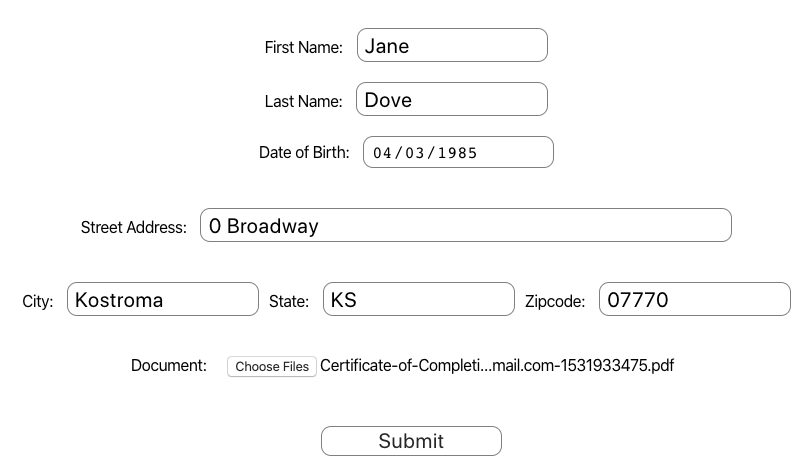 First Name: Jane
Last Name: Dove
Date of Birth: 04/03/1985
Street Address: 0 Broadway
City: Kostroma State: KS Zipcode: 07770
Document: Choose Files Certificate-of-Completi...mail.com-1531933475.pdf
Submit